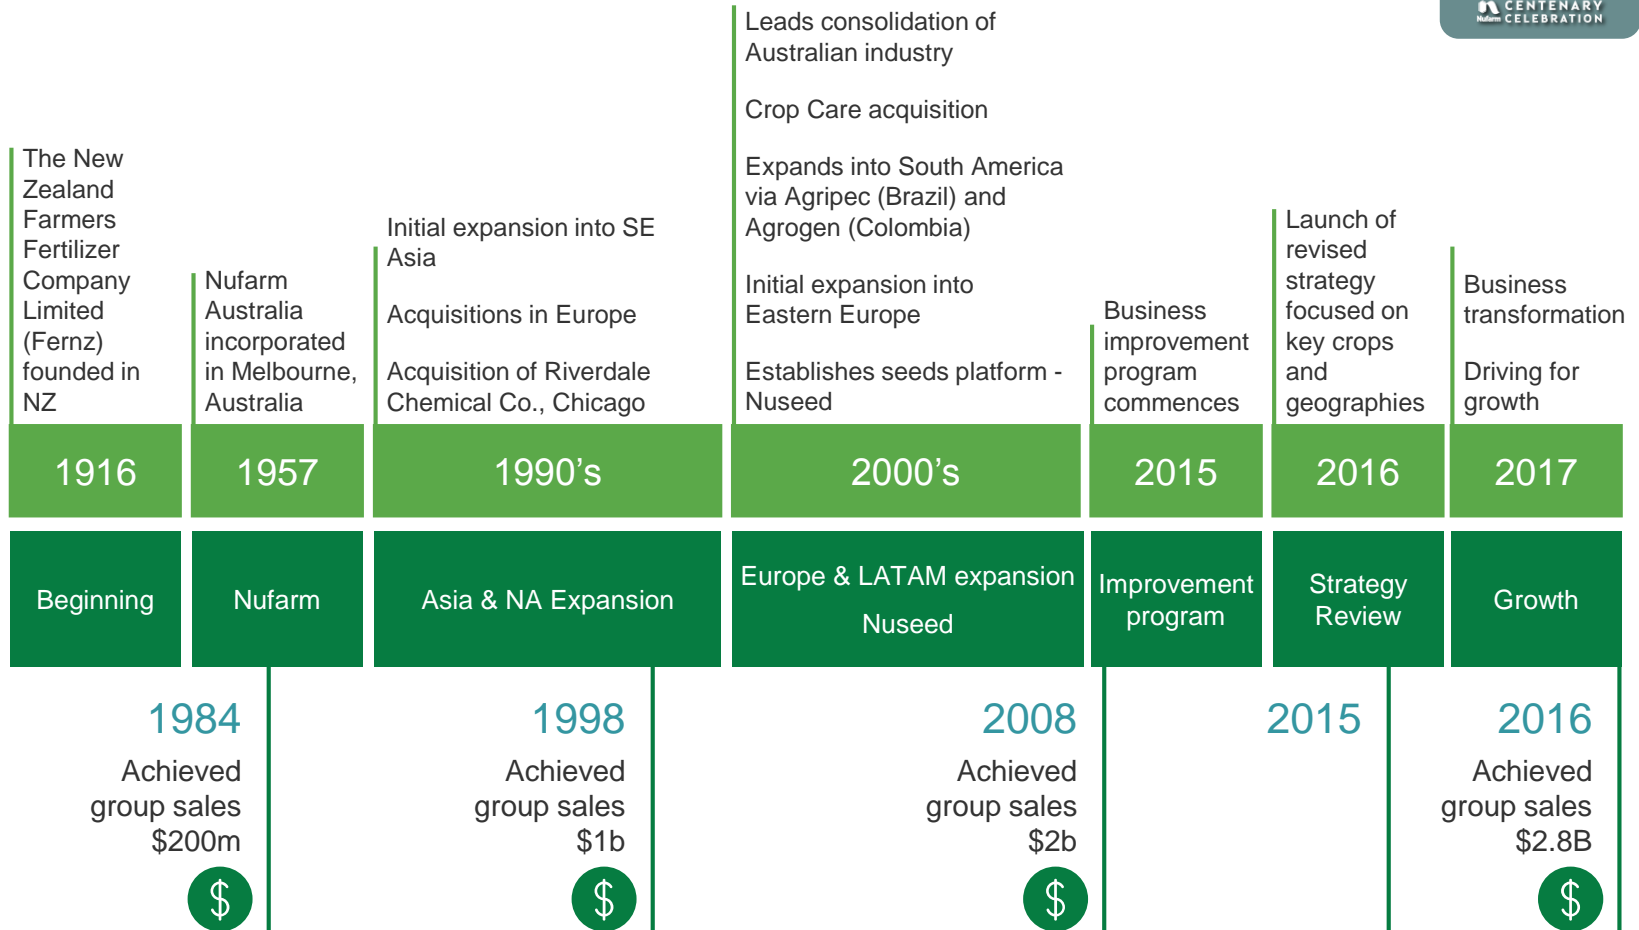 CENTENARY
Nufarm CELEBRATION
The New
Zealand
Farmers
Fertilizer
Company
Limited
(Fernz)
founded in
NZ
Nufarm
Australia
incorporated
in Melbourne,
Australia
Initial expansion into SE
Asia
Acquisitions in Europe
Acquisition of Riverdale
Chemical Co., Chicago
Leads consolidation of
Australian industry
Crop Care acquisition
Expands into South America
via Agripec (Brazil) and
Agrogen (Colombia)
Initial expansion into
Eastern Europe
Establishes seeds platform -
Nuseed
Business
improvement
program
commences
Launch of
revised
strategy
focused on
key crops
and
geographies
Business
transformation
Driving for
growth
1916
1957
1990’s
2000’s
2015
2016
2017
Beginning
Nufarm
Asia & NA Expansion
Europe & LATAM expansion
Nuseed
Improvement
program
Strategy
Review
Growth
1984
Achieved
group sales
$200m
$
1998
Achieved
group sales
$1b
$
2008
Achieved
group sales
$2b
$
2015
2016
Achieved
group sales
$2.8B
$